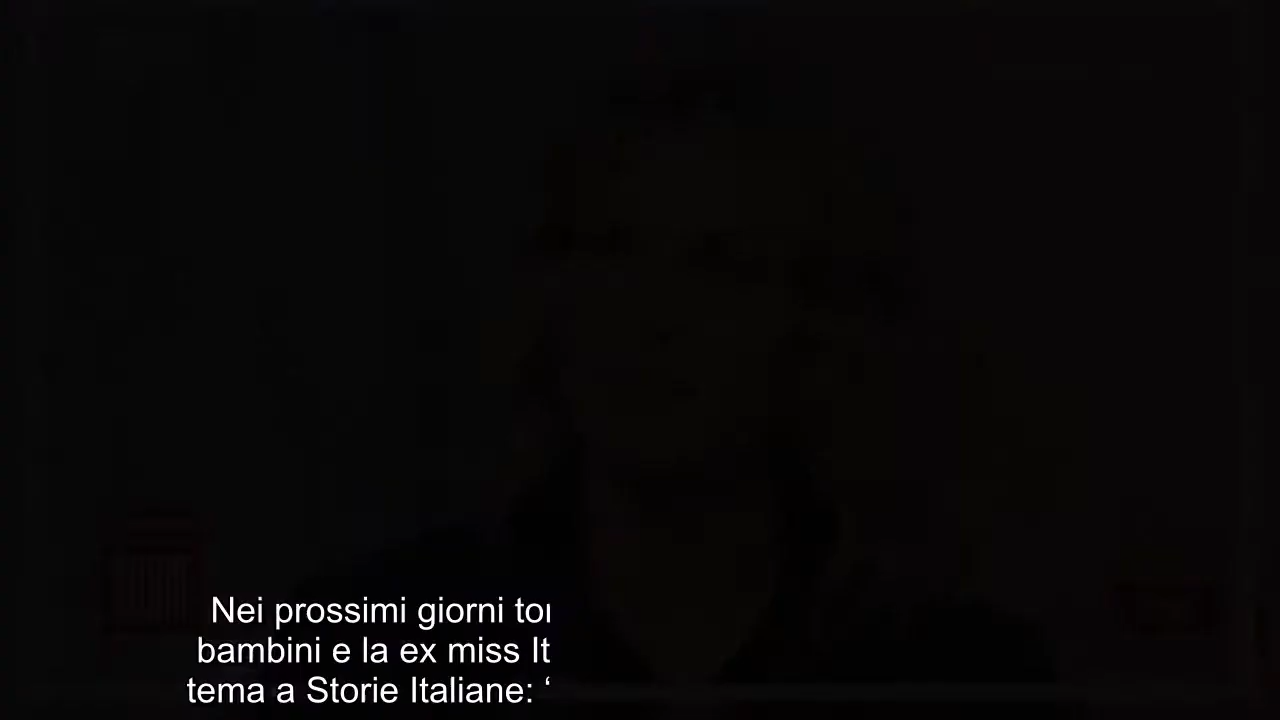 Nei prossimi giorni
bambini e la ex miss
tema a Storie Italiane: ‘